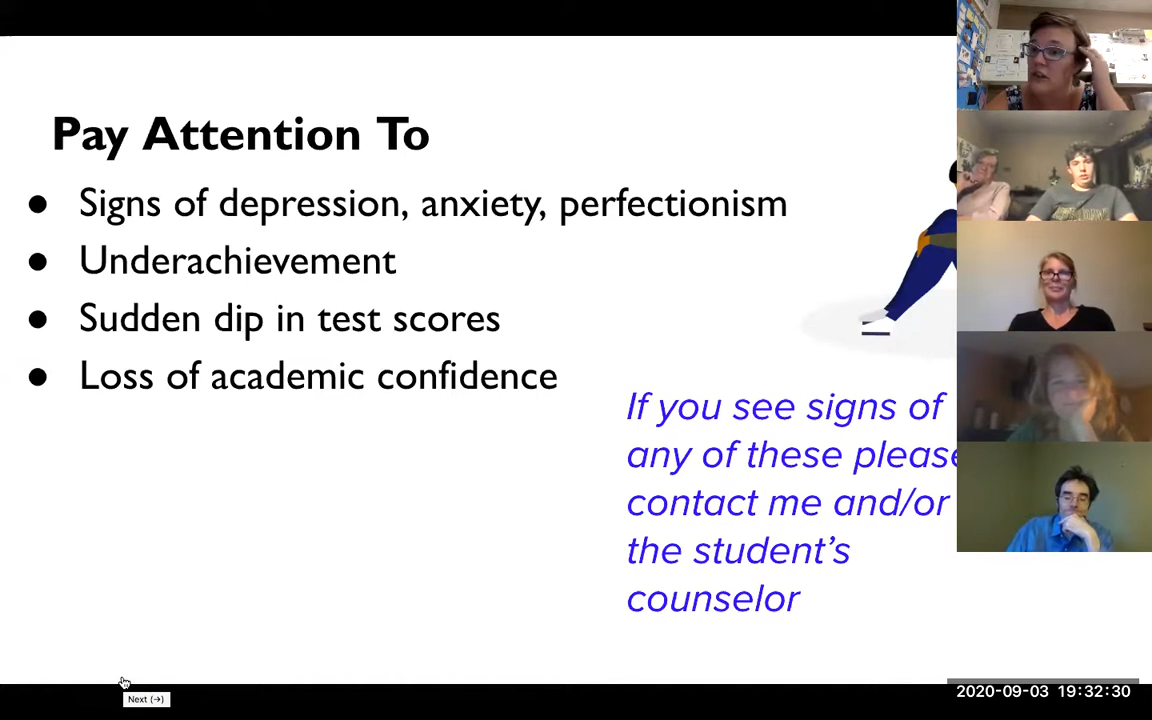 Pay Attention To
● Signs of depression, anxiety, perfectionism
● Underachievement
● Sudden dip in test scores
● Loss of academic confidence
If you see signs of
any of these please
contact me and/or
the student’s
counselor
Next (→)
2020-09-03 19:32:30